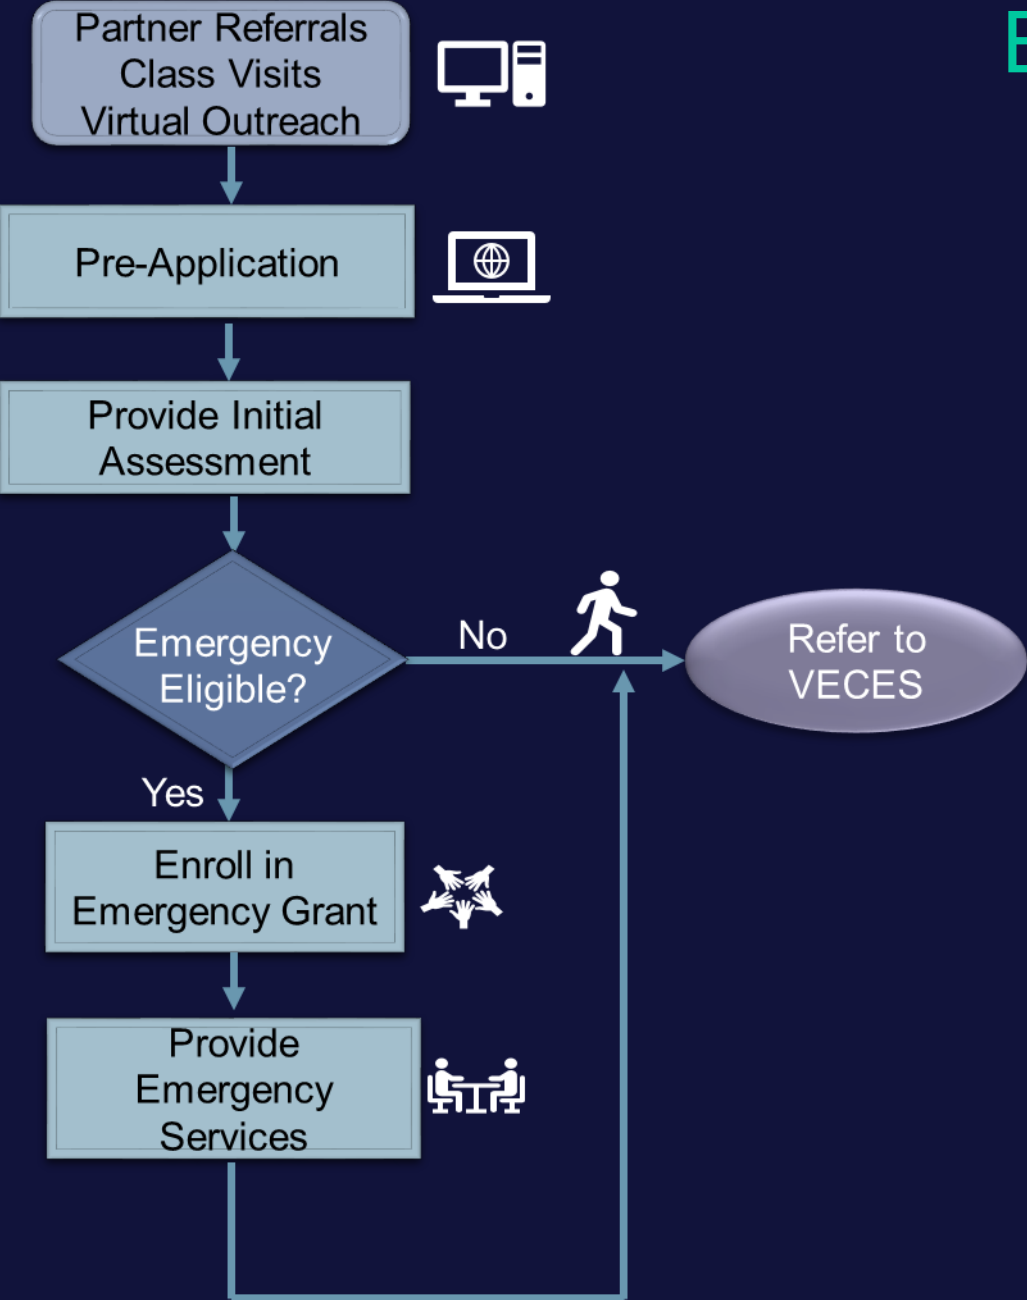 Partner Referrals
Class Visits
Virtual Outreach
Pre-Application
Provide Initial
Assessment
Emergency
Eligible?
No
Refer to
VECES
Yes
Enroll in
Emergency Grant
Provide
Emergency
Services